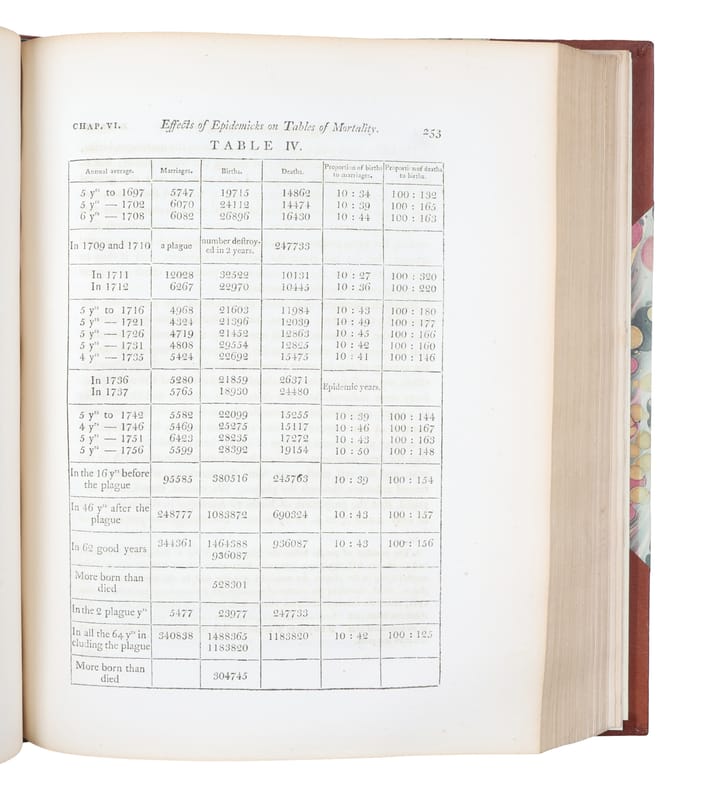 CHAP. VI. Effects of Epidemicks on Tables of Mortality. 253
TABLE IV.
Annual average. Marriages. Births. Deaths. Proportion of births to marriages. Proportion of deaths to births.
5 yrs to 1697 5747 19715 14862 10 : 34 100 : 132
5 yrs — 1702 6070 24112 14474 10 : 39 100 : 165
6 yrs — 1708 6082 26896 16430 10 : 44 100 : 163
In 1709 and 1710 a plague number destroy-ed in 2 years. 247733
In 1711 12028 32522 10131 10 : 27 100 : 320
In 1712 6267 22970 10445 10 : 36 100 : 220
5 yrs to 1716 4968 21603 11984 10 : 43 100 : 180
5 yrs — 1721 4324 21396 12039 10 : 49 100 : 177
5 yrs — 1726 4719 21452 12863 10 : 45 100 : 166
5 yrs — 1731 4808 29554 12825 10 : 42 100 : 160
4 yrs — 1735 5424 22692 15475 10 : 41 100 : 146
In 1736 5280 21859 26371 Epidemic years.
In 1737 5765 18930 24480
5 yrs to 1742 5582 22099 15255 10 : 39 100 : 144
4 yrs — 1746 5469 25275 15117 10 : 46 100 : 167
5 yrs — 1751 6423 28235 17272 10 : 43 100 : 163
5 yrs — 1756 5599 28392 19154 10 : 50 100 : 148
In the 16 yrs before the plague 95585 380516 245763 10 : 39 100 : 154
In 46 yrs after the plague 248777 1083872 690324 10 : 43 100 : 157
In 62 good years 344361 1464388 936087 10 : 43 100 : 156
936087
More born than died 528301
In the 2 plague yrs 5477 23977 247733
In all the 64 yrs in cluding the plague 340838 1488365 1183820 10 : 42 100 : 125
1183820
More born than died 304745